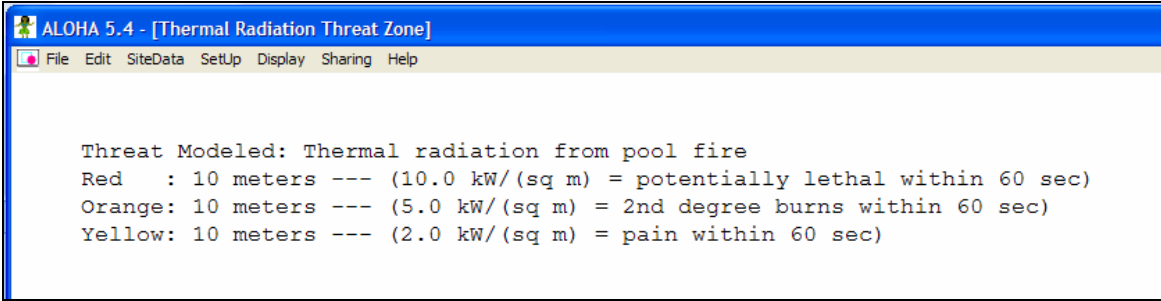 ALOHA 5.4 - [Thermal Radiation Threat Zone]
File Edit SiteData SetUp Display Sharing Help
Threat Modeled: Thermal radiation from pool fire
Red   : 10 meters --- (10.0 kW/(sq m) = potentially lethal within 60 sec)
Orange: 10 meters --- (5.0 kW/(sq m) = 2nd degree burns within 60 sec)
Yellow: 10 meters --- (2.0 kW/(sq m) = pain within 60 sec)